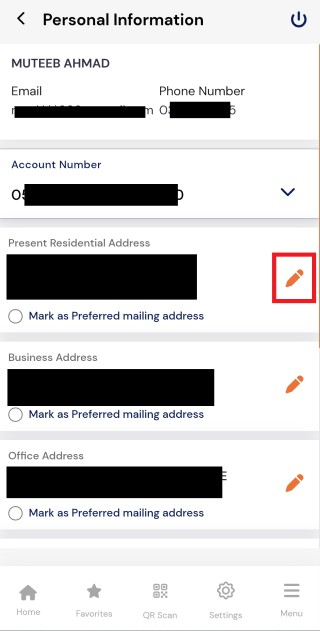 Personal Information
MUTEEB AHMAD
Email
Phone Number
Account Number
Present Residential Address
Mark as Preferred mailing address
Business Address
Mark as Preferred mailing address
Office Address
Mark as Preferred mailing address
Home
Favorites
QR Scan
Settings
Menu